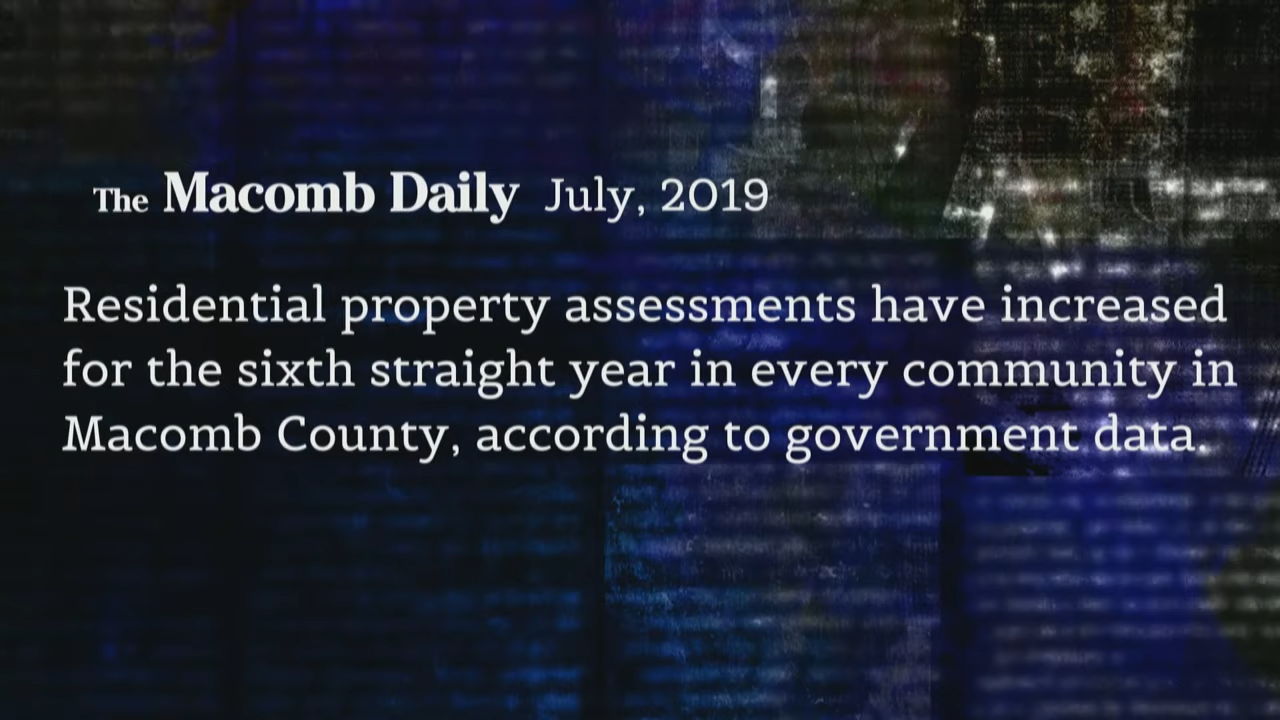 The Macomb Daily July, 2019
Residential property assessments have increased
for the sixth straight year in every community in
Macomb County, according to government data.